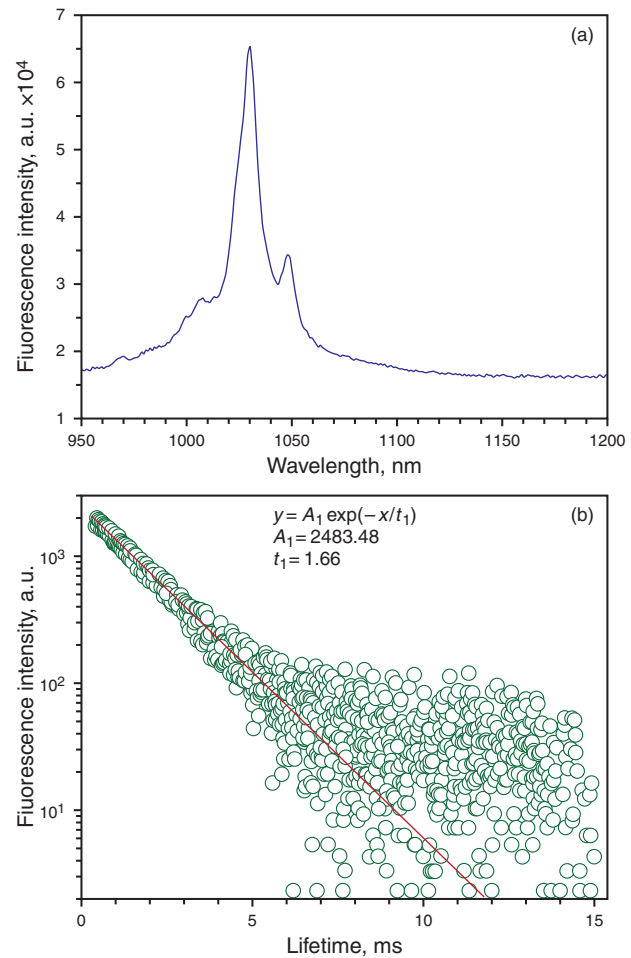 (a)
7
6
5
4
3
2
1
Fluorescence intensity, a.u. ×10⁴
950 1000 1050 1100 1150 1200
Wavelength, nm
(b)
y = A₁ exp(−x/t₁)
A₁ = 2483.48
t₁ = 1.66
10³
10²
10¹
Fluorescence intensity, a.u.
0 5 10 15
Lifetime, ms